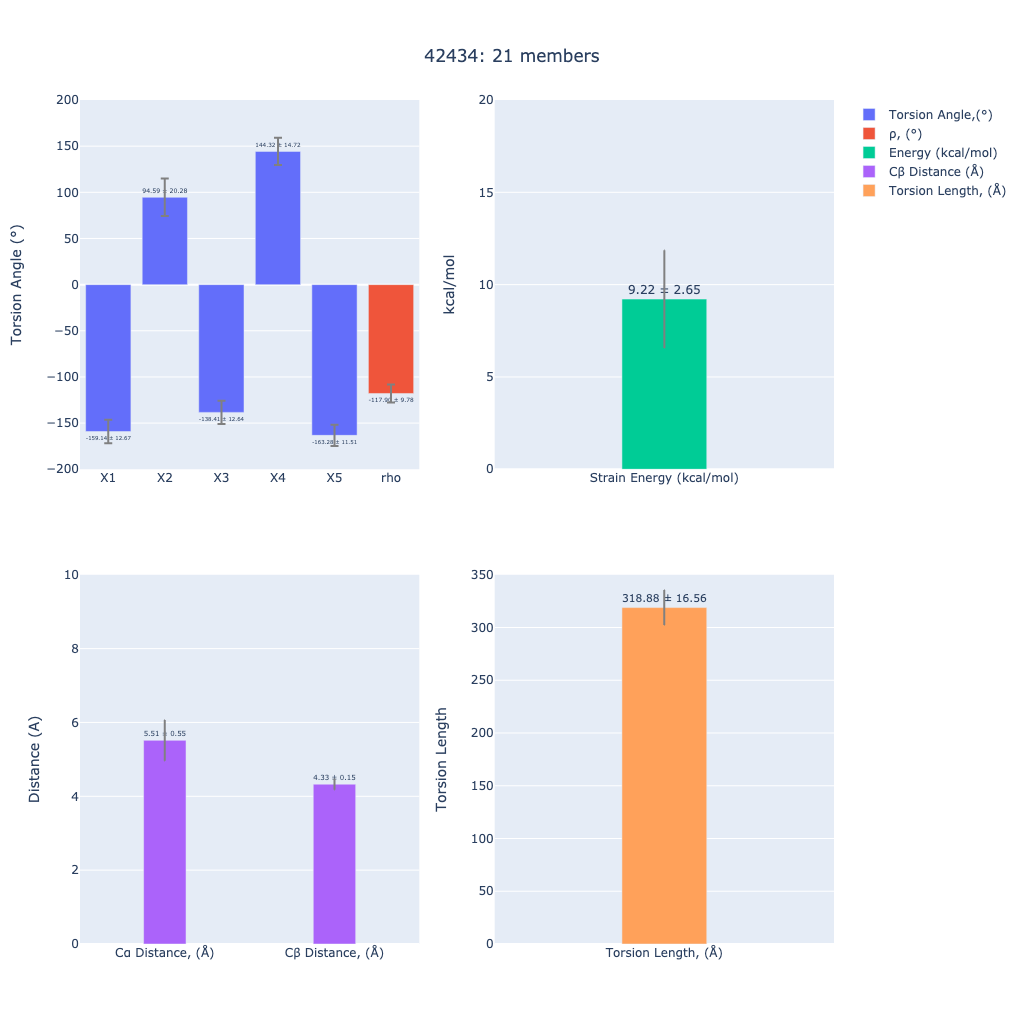 42434: 21 members
Torsion Angle (°)
200
150
100
50
0
−50
−100
−150
−200
-159.14 ± 12.67
94.59 ± 20.28
-138.41 ± 12.64
144.32 ± 14.72
-163.28 ± 11.51
± 9.78
X1 X2 X3 X4 X5 rho
kcal/mol
20
15
10
5
0
9.22 ± 2.65
Strain Energy (kcal/mol)
Torsion Angle,(°)
ρ, (°)
Energy (kcal/mol)
Cβ Distance (Å)
Torsion Length, (Å)
Distance (A)
10
8
6
4
2
0
5.51 ± 0.55
4.33 ± 0.15
Cα Distance, (Å) Cβ Distance, (Å)
Torsion Length
350
300
250
200
150
100
50
0
318.88 ± 16.56
Torsion Length, (Å)